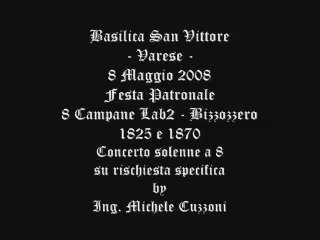 Basilica San Vittore
- Varese -
8 Maggio 2008
Festa Patronale
8 Campane Lab2 - Bizzozzero
1825 e 1870
Concerto solenne a 8
su rischiesta specifica
by
Ing. Michele Cuzzoni